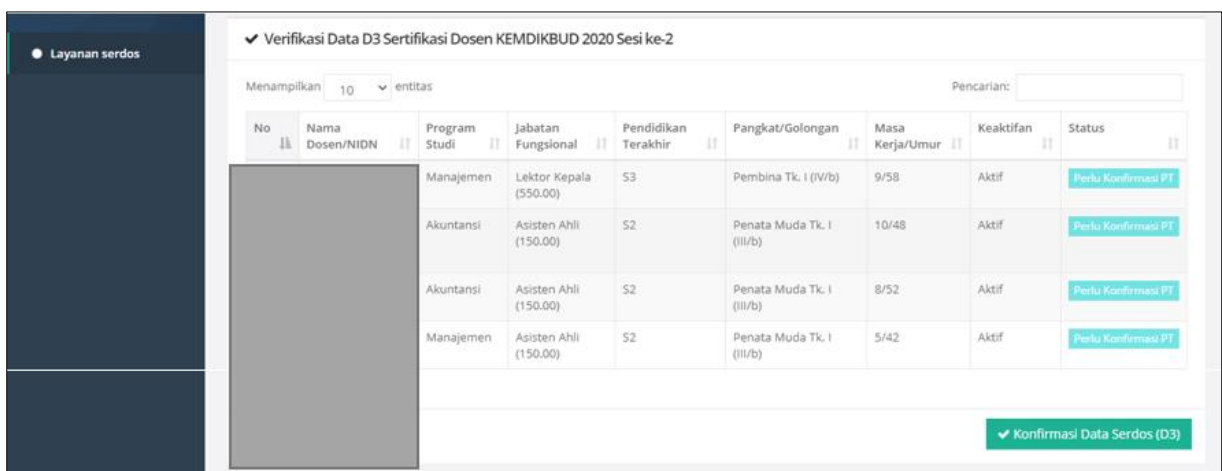 Layanan serdos
Verifikasi Data D3 Sertifikasi Dosen KEMDIKBUD 2020 Sesi ke-2
Menampilkan 10 entitas Pencarian:
No Nama Dosen/NIDN Program Studi Jabatan Fungsional Pendidikan Terakhir Pangkat/Golongan Masa Kerja/Umur Keaktifan Status
Manajemen Lektor Kepala (550.00) S3 Pembina Tk. I (IV/b) 9/58 Aktif Perlu Konfirmasi PT
Akuntansi Asisten Ahli (150.00) S2 Penata Muda Tk. I (III/b) 10/48 Aktif Perlu Konfirmasi PT
Akuntansi Asisten Ahli (150.00) S2 Penata Muda Tk. I (III/b) 8/52 Aktif Perlu Konfirmasi PT
Manajemen Asisten Ahli (150.00) S2 Penata Muda Tk. I (III/b) 5/42 Aktif Perlu Konfirmasi PT
Konfirmasi Data Serdos (D3)